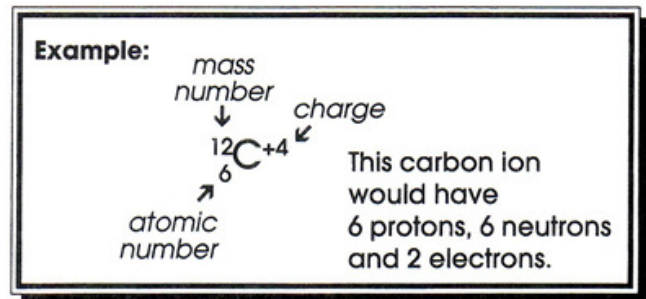 Example:
mass
number
charge
12
C+4
6
atomic
number
This carbon ion
would have
6 protons, 6 neutrons
and 2 electrons.